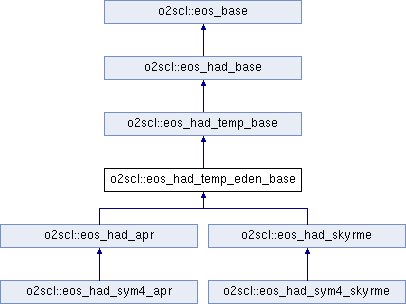 o2scl::eos_base
o2scl::eos_had_base
o2scl::eos_had_temp_base
o2scl::eos_had_temp_eden_base
o2scl::eos_had_apr
o2scl::eos_had_skyrme
o2scl::eos_had_sym4_apr
o2scl::eos_had_sym4_skyrme